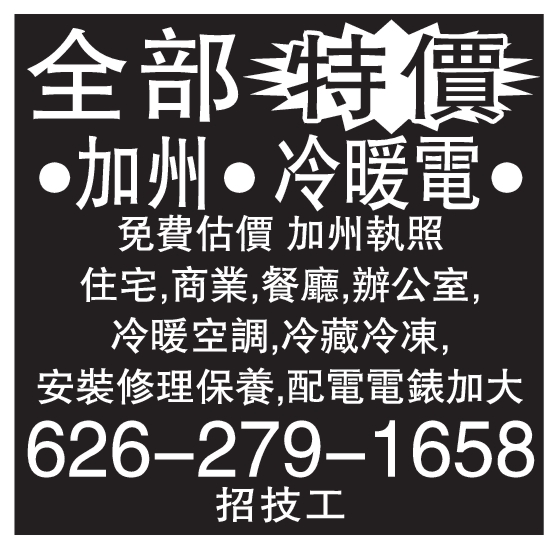 全部 特價
●加州● 冷暖電●
免費估價 加州執照
住宅,商業,餐廳,辦公室,
冷暖空調,冷藏冷凍,
安裝修理保養,配電電錶加大
626-279-1658
招技工